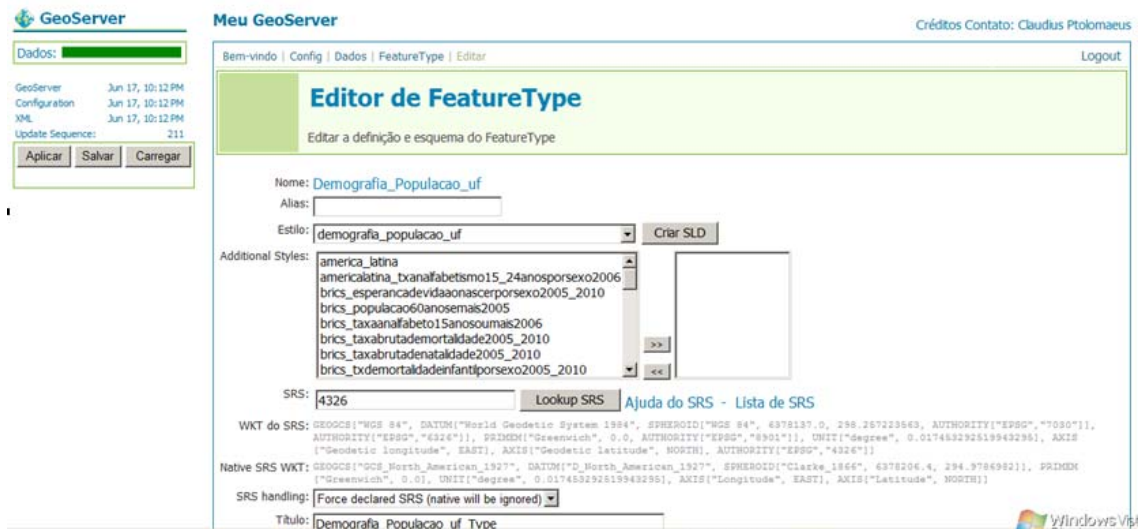 GeoServer
Meu GeoServer
Créditos Contato: Claudius Ptolomaeus
Dados:
Bem-vindo | Config | Dados | FeatureType | Editar
Logout
GeoServer Jun 17, 10:12 PM
Configuration Jun 17, 10:12 PM
XML Jun 17, 10:12 PM
Update Sequence: 211
Aplicar Salvar Carregar
Editor de FeatureType
Editar a definição e esquema do FeatureType
Nome: Demografia_Populacao_uf
Alias:
Estilo: demografia_populacao_uf Criar SLD
Additional Styles: america_latina
americalatina_txanalfabetismo15_24anosporsexo2006
brics_esperancadevidaaonascerporsexo2005_2010
brics_populacao60anosemais2005
brics_taxaanalfabeto15anosoumais2006
brics_taxabrutademortalidade2005_2010
brics_taxabrutadenatalidade2005_2010
brics_txdemortalidadeinfantilporsexo2005_2010
>>
<<
SRS: 4326 Lookup SRS Ajuda do SRS - Lista de SRS
WKT do SRS: GEOGCS["WGS 84", DATUM["World Geodetic System 1984", SPHEROID["WGS 84", 6378137.0, 298.257223563, AUTHORITY["EPSG","7030"]],
AUTHORITY["EPSG","6326"]], PRIMEM["Greenwich", 0.0, AUTHORITY["EPSG","8901"]], UNIT["degree", 0.017453292519943295], AXIS
["Geodetic longitude", EAST], AXIS["Geodetic latitude", NORTH], AUTHORITY["EPSG","4326"]]
Native SRS WKT: GEOGCS["GCS_North_American_1927", DATUM["D_North_American_1927", SPHEROID["Clarke_1866", 6378206.4, 294.9786982]], PRIMEM
["Greenwich", 0.0], UNIT["degree", 0.017453292519943295], AXIS["Longitude", EAST], AXIS["Latitude", NORTH]]
SRS handling: Force declared SRS (native will be ignored)
Título: Demografia_Populacao_uf_Type